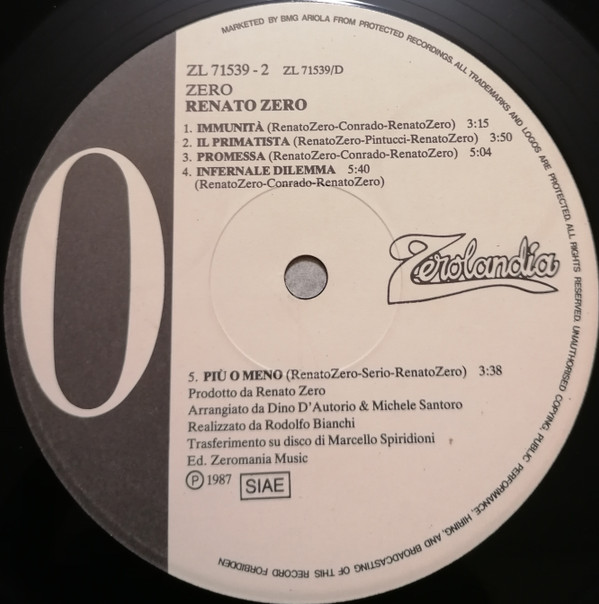 MARKETED BY BMG ARIOLA FROM PROTECTED RECORDINGS. ALL TRADEMARKS AND LOGOS ARE PROTECTED. ALL RIGHTS RESERVED. UNAUTHORISED COPYING, PUBLIC PERFORMANCE, HIRING, AND BROADCASTING OF THIS RECORD FORBIDDEN
ZL 71539 - 2 ZL 71539/D
ZERO
RENATO ZERO
1. IMMUNITÀ (RenatoZero-Conrado-RenatoZero) 3:15
2. IL PRIMATISTA (RenatoZero-Pintucci-RenatoZero) 3:50
3. PROMESSA (RenatoZero-Conrado-RenatoZero) 5:04
4. INFERNALE DILEMMA 5:40
(RenatoZero-Conrado-RenatoZero)
0
Zerolandia
5. PIÙ O MENO (RenatoZero-Serio-RenatoZero) 3:38
Prodotto da Renato Zero
Arrangiato da Dino D'Autorio & Michele Santoro
Realizzato da Rodolfo Bianchi
Trasferimento su disco di Marcello Spiridioni
Ed. Zeromania Music
Ⓟ 1987 SIAE